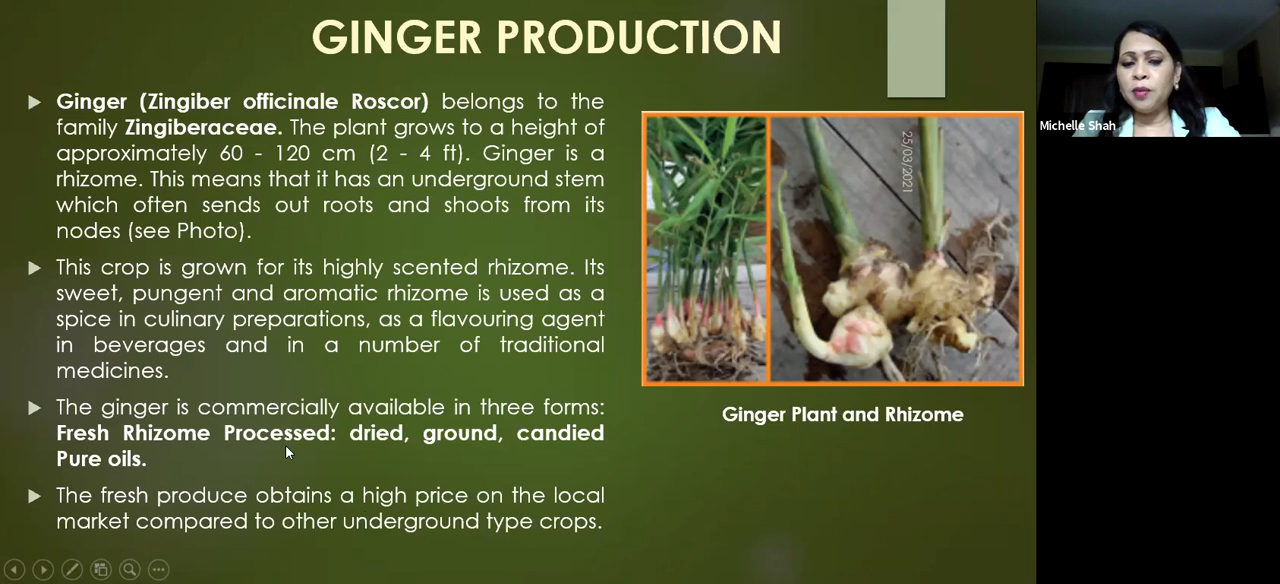 GINGER PRODUCTION
Ginger (Zingiber officinale Roscor) belongs to the
family Zingiberaceae. The plant grows to a height of
approximately 60 - 120 cm (2 - 4 ft). Ginger is a
rhizome. This means that it has an underground stem
which often sends out roots and shoots from its
nodes (see Photo).
This crop is grown for its highly scented rhizome. Its
sweet, pungent and aromatic rhizome is used as a
spice in culinary preparations, as a flavouring agent
in beverages and in a number of traditional
medicines.
The ginger is commercially available in three forms:
Fresh Rhizome Processed: dried, ground, candied
Pure oils.
The fresh produce obtains a high price on the local
market compared to other underground type crops.
25/03/2021
Ginger Plant and Rhizome
Michelle Shah